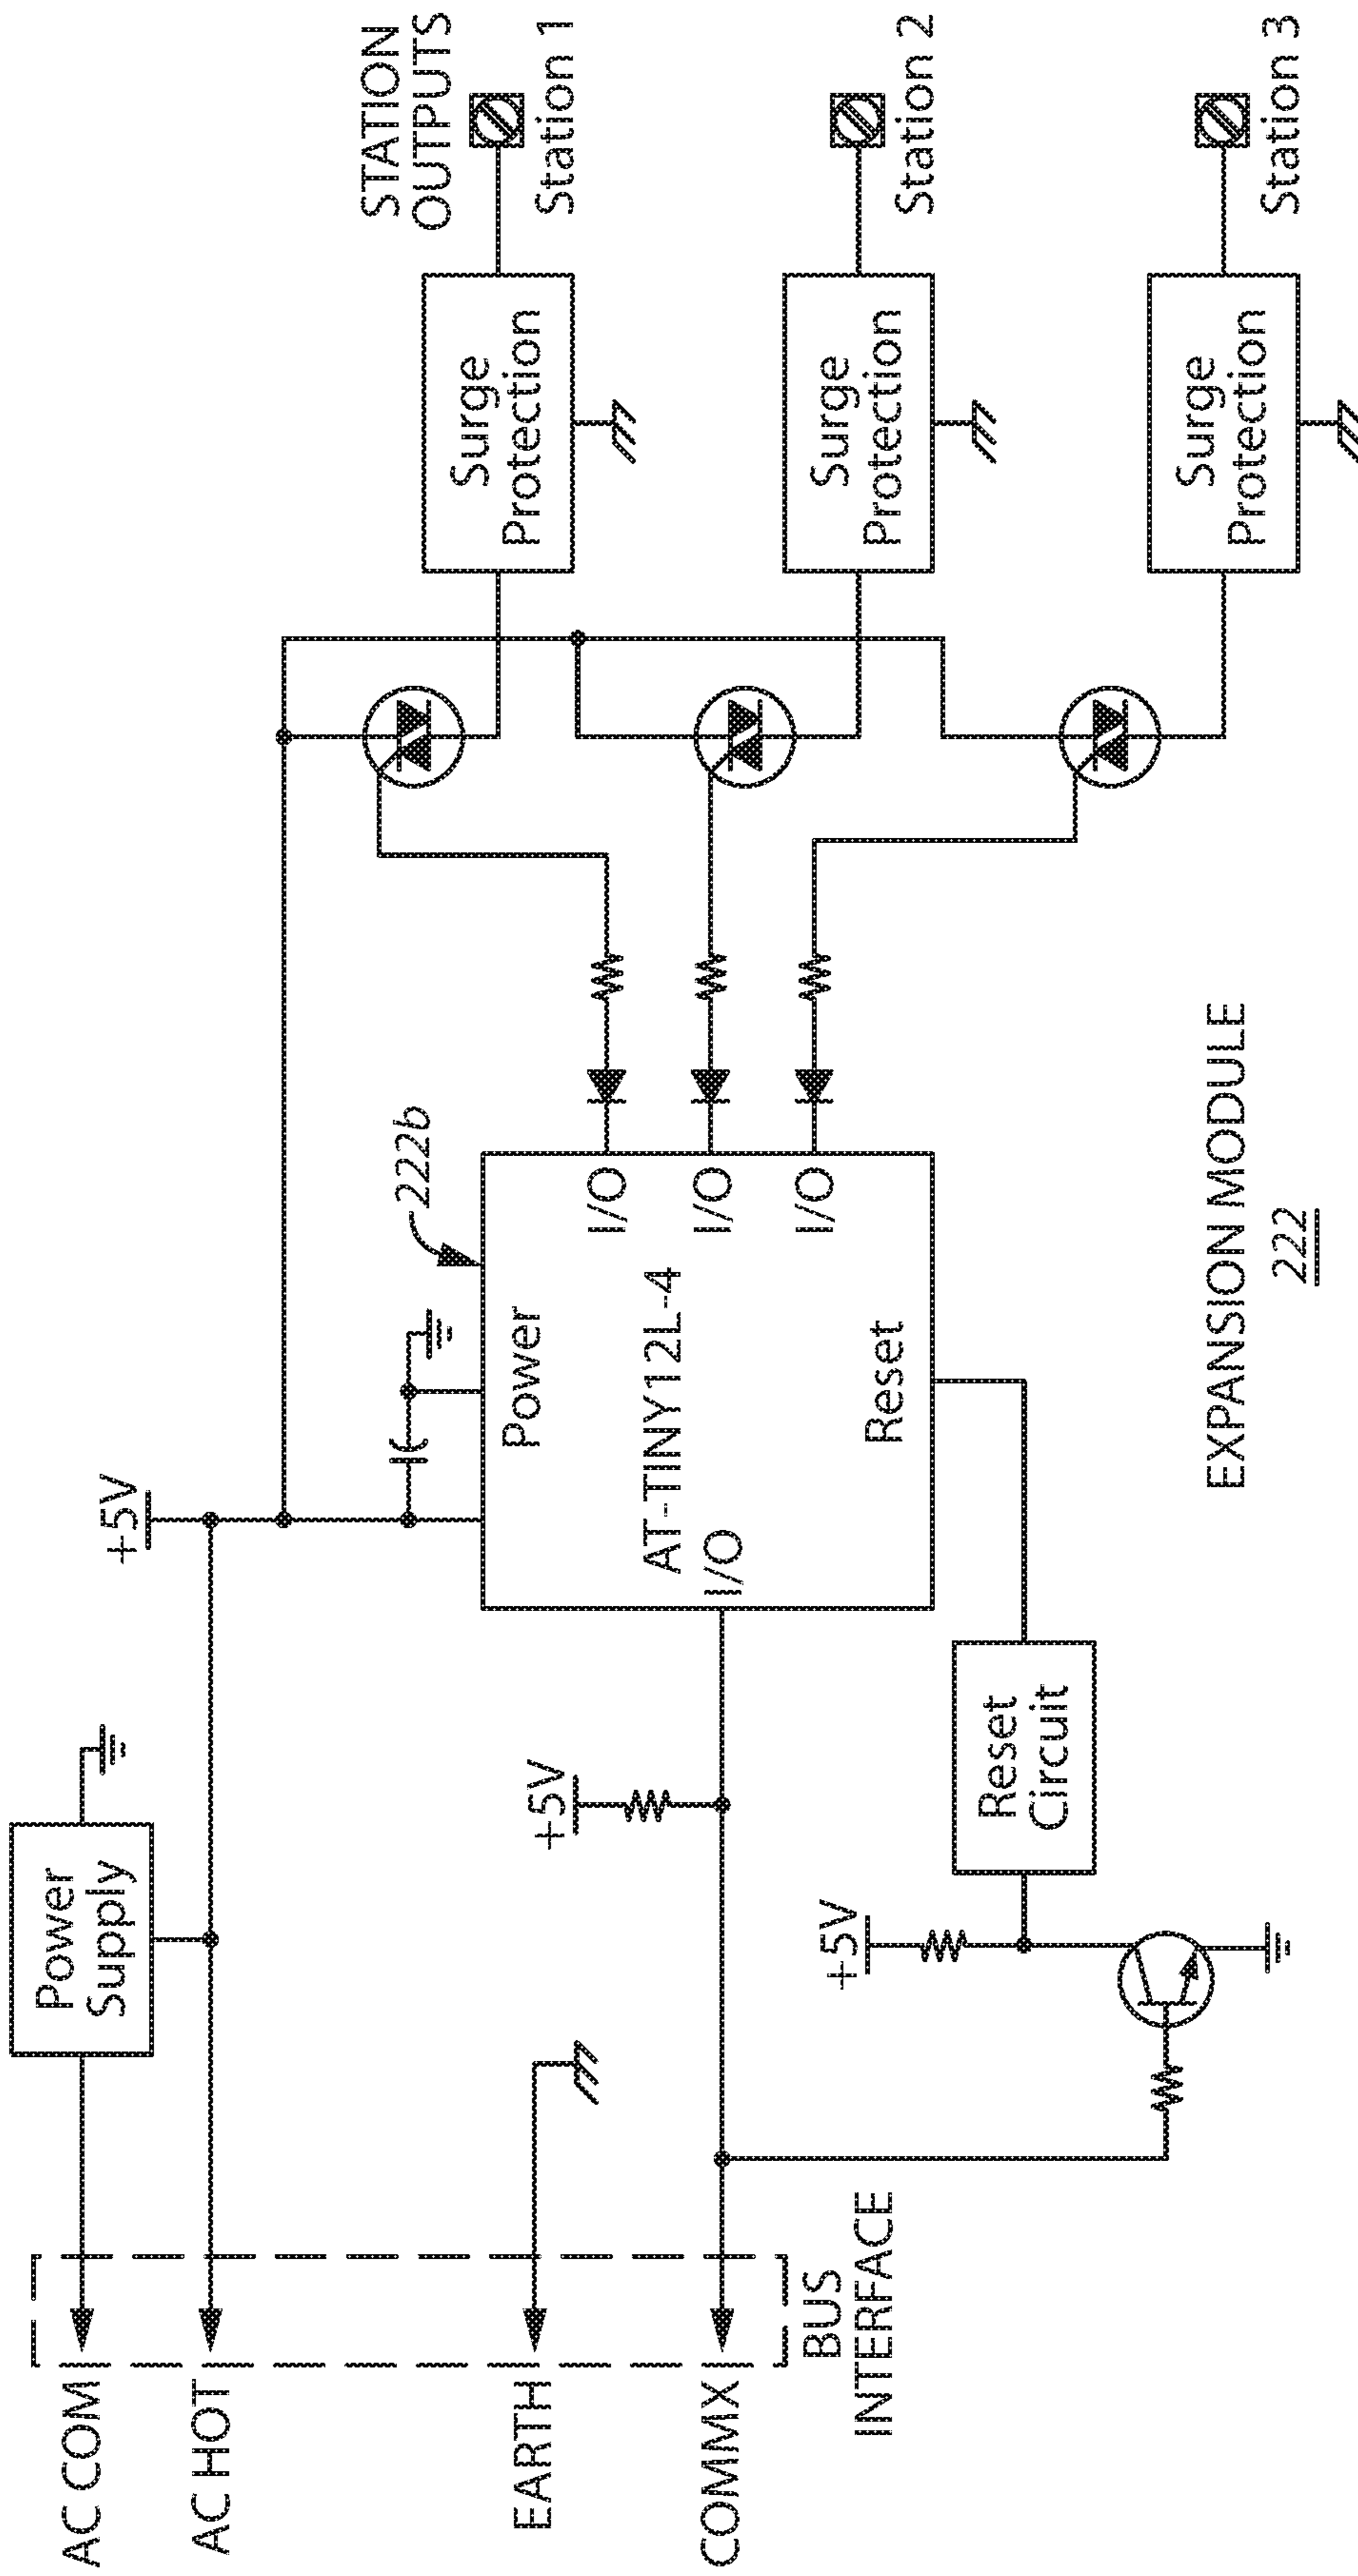 AC COM
AC HOT
EARTH
COMMX
BUS
INTERFACE
Power
Supply
+5V
+5V
+5V
Reset
Circuit
222b
Power
AT-TINY12L-4
I/O
Reset
I/O
I/O
I/O
Surge
Protection
Surge
Protection
Surge
Protection
STATION
OUTPUTS
Station 1
Station 2
Station 3
EXPANSION MODULE
222